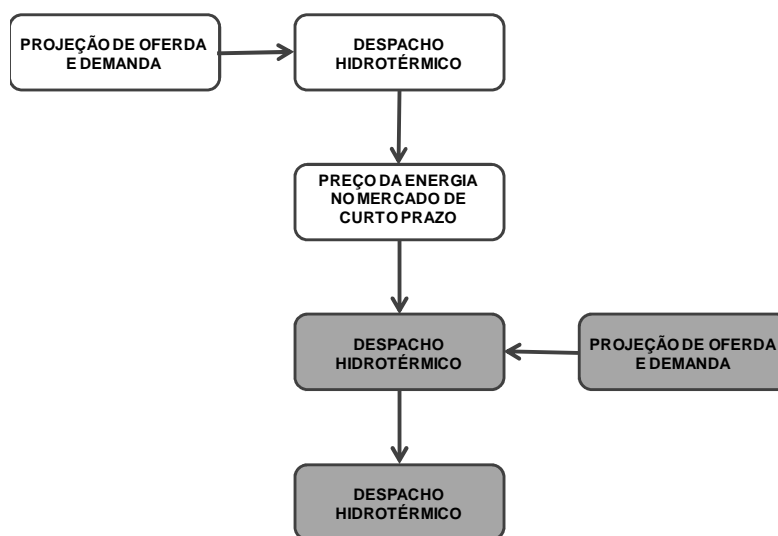 PROJEÇÃO DE OFERDA
E DEMANDA
DESPACHO
HIDROTÉRMICO
PREÇO DA ENERGIA
NO MERCADO DE
CURTO PRAZO
DESPACHO
HIDROTÉRMICO
PROJEÇÃO DE OFERDA
E DEMANDA
DESPACHO
HIDROTÉRMICO